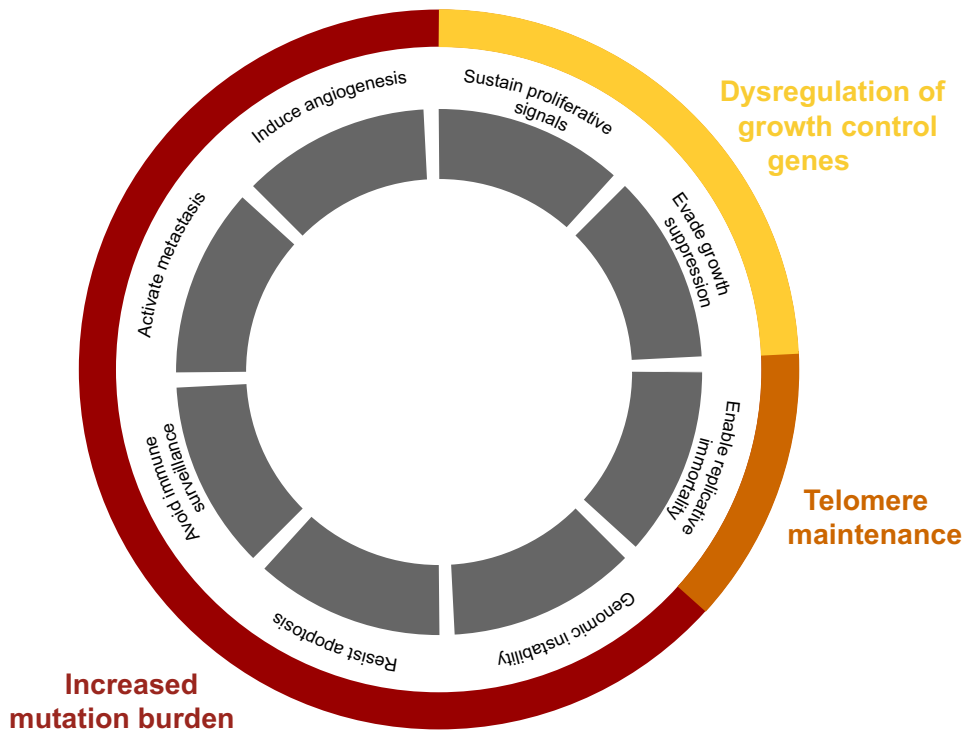 Induce angiogenesis
Sustain proliferative
signals
Dysregulation of
growth control
genes
Evade growth
suppression
Activate metastasis
Enable replicative
immortality
Telomere
maintenance
Avoid immune
surveillance
Genomic instability
Resist apoptosis
Increased
mutation burden